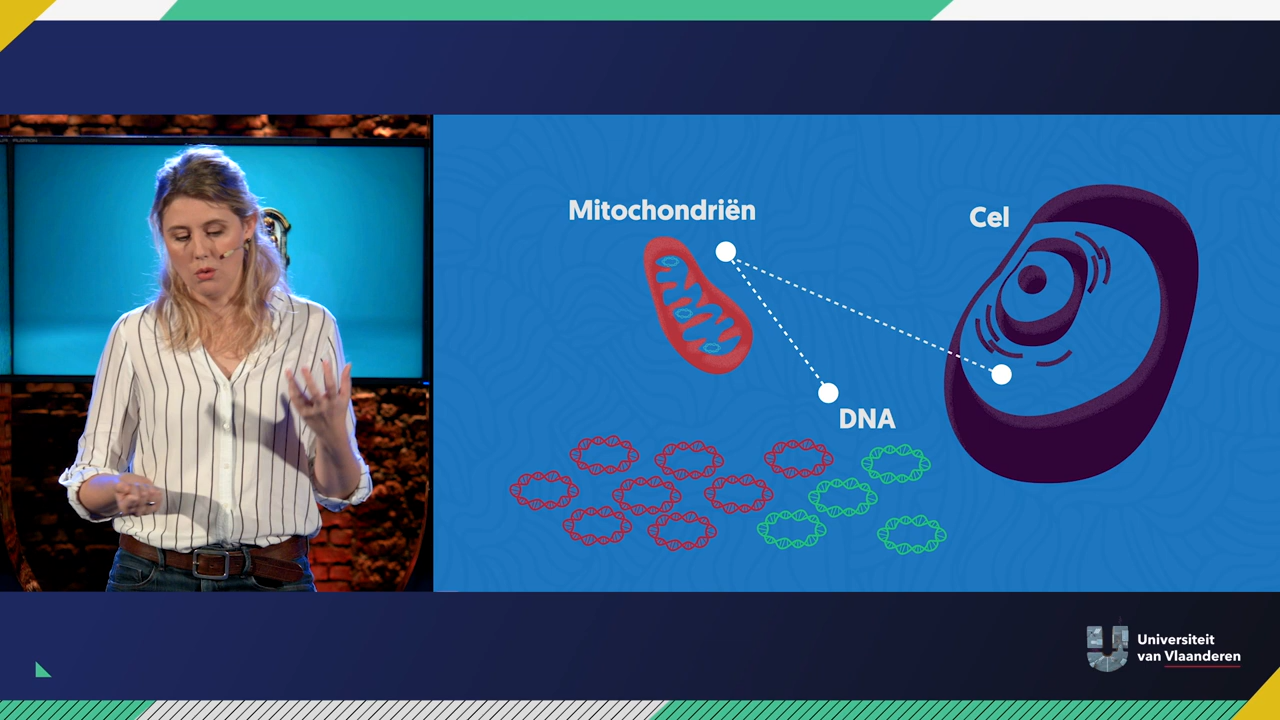 Mitochondriën
Cel
DNA
Universiteit
van Vlaanderen